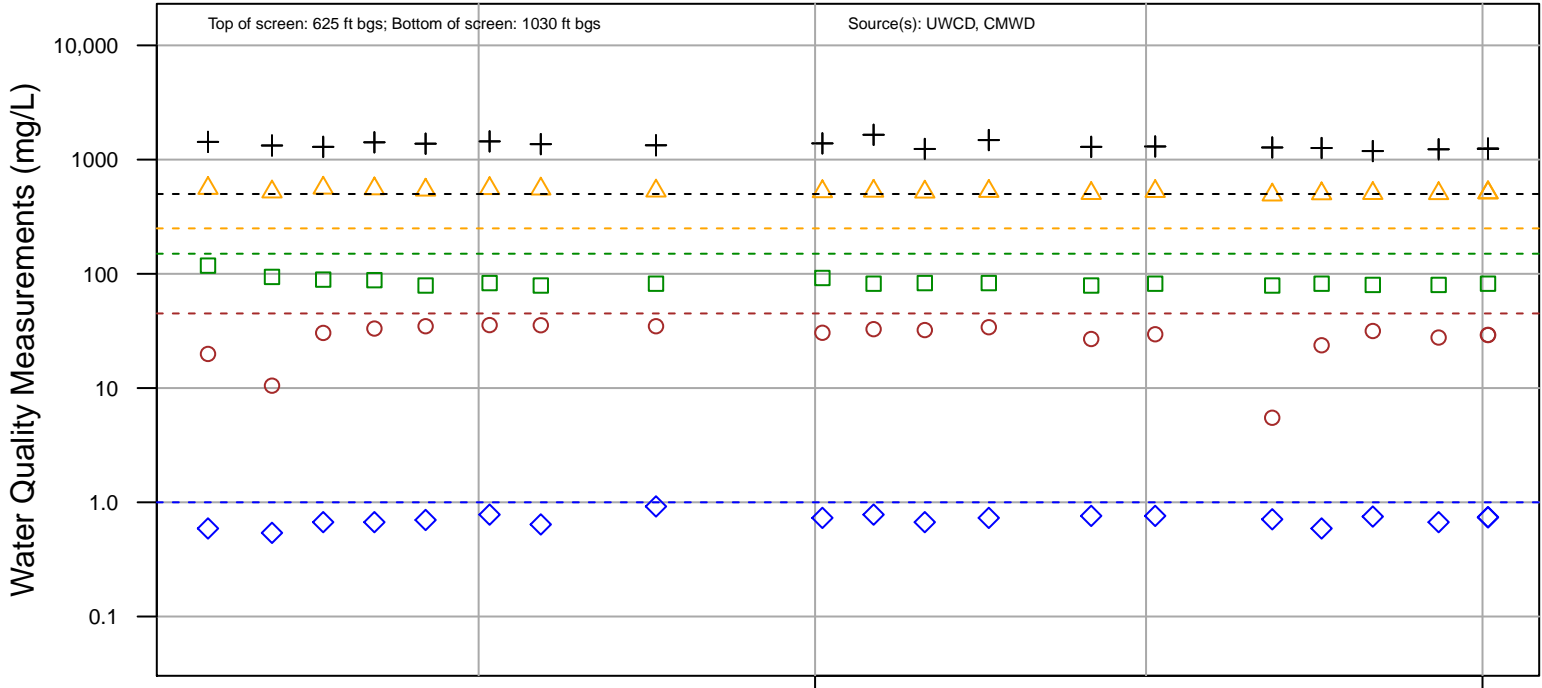 Top of screen: 625 ft bgs; Bottom of screen: 1030 ft bgs
Source(s): UWCD, CMWD
Water Quality Measurements (mg/L)
10,000
1000
100
10
1.0
0.1